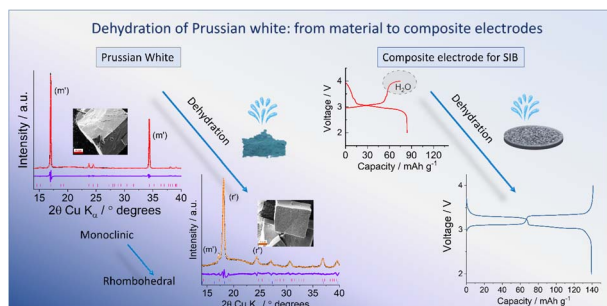 Dehydration of Prussian white: from material to composite electrodes
Prussian White
Composite electrode for SIB
Intensity / a.u.
(m')
(m')
15 20 25 30 35 40
2θ Cu Kα / ° degrees
Dehydration
Monoclinic
Rhombohedral
Intensity / a.u.
(r')
(m')
(r')
15 20 25 30 35 40
2θ Cu Kα / ° degrees
Voltage / V
4
3
2
H₂O
0 30 60 90 120
Capacity / mAh g⁻¹
Dehydration
Voltage / V
4
3
2
0 20 40 60 80 100 120 140
Capacity / mAh g⁻¹